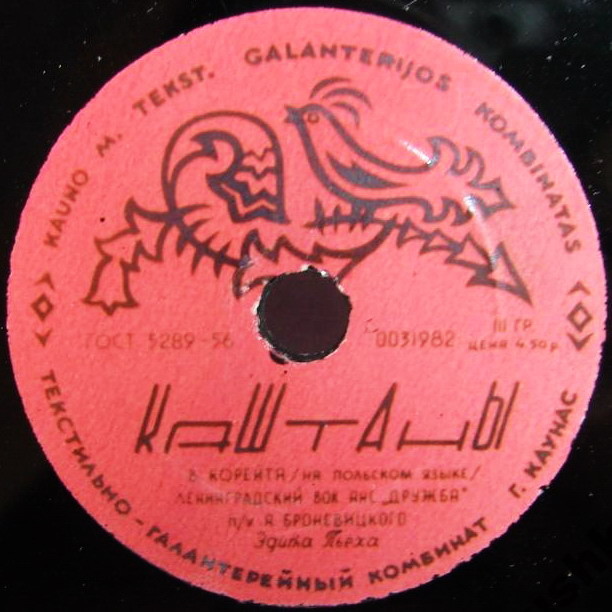 KAUNO M. TEKST. GALANTERIJOS KOMBINATAS
ГОСТ 5289-56
0031982
III ГР.
ЦЕНА 4.50 р.
КАШТАНЫ
В. КОРЕПТА /НА ПОЛЬСКОМ ЯЗЫКЕ/
ЛЕНИНГРАДСКИЙ ВОК. АНС. „ДРУЖБА"
П/У А. БРОНЕВИЦКОГО
Эдита Пьеха
ТЕКСТИЛЬНО-ГАЛАНТЕРЕЙНЫЙ КОМБИНАТ Г. КАУНАС